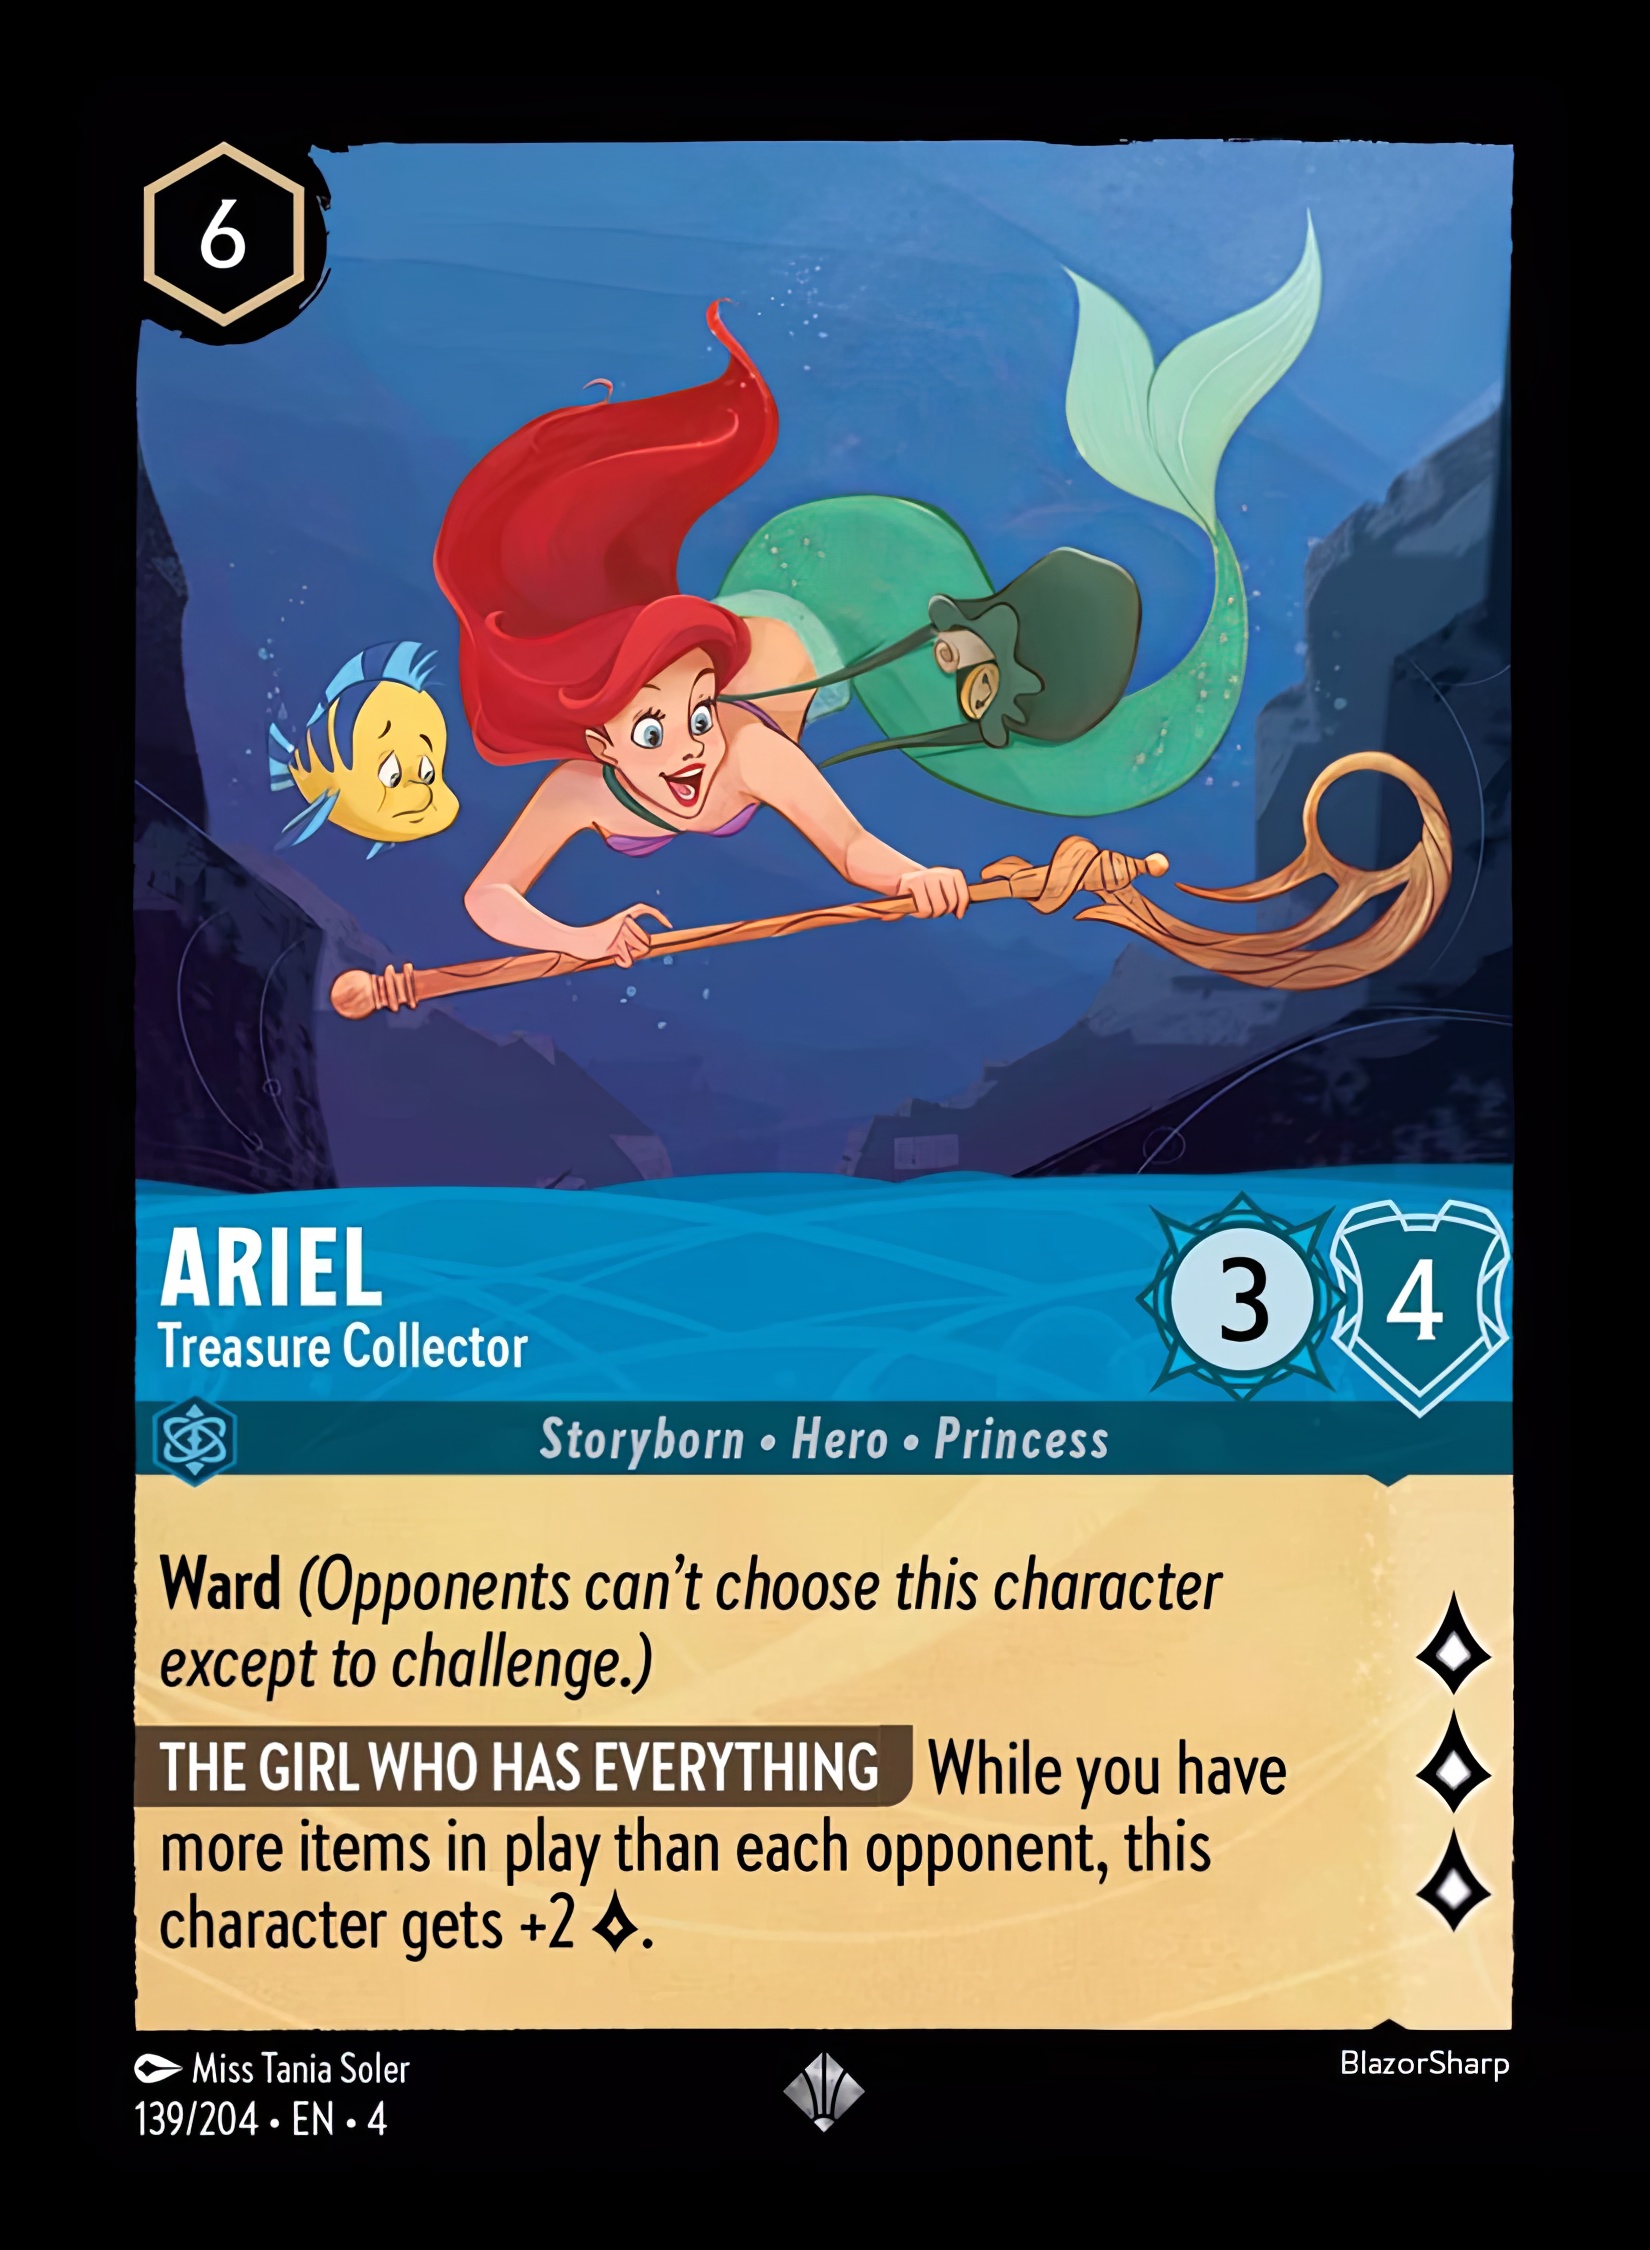 6
ARIEL
Treasure Collector
3
4
Storyborn • Hero • Princess
Ward (Opponents can't choose this character
except to challenge.)
THE GIRL WHO HAS EVERYTHING While you have
more items in play than each opponent, this
character gets +2 .
Miss Tania Soler
BlazorSharp
139/204 • EN • 4